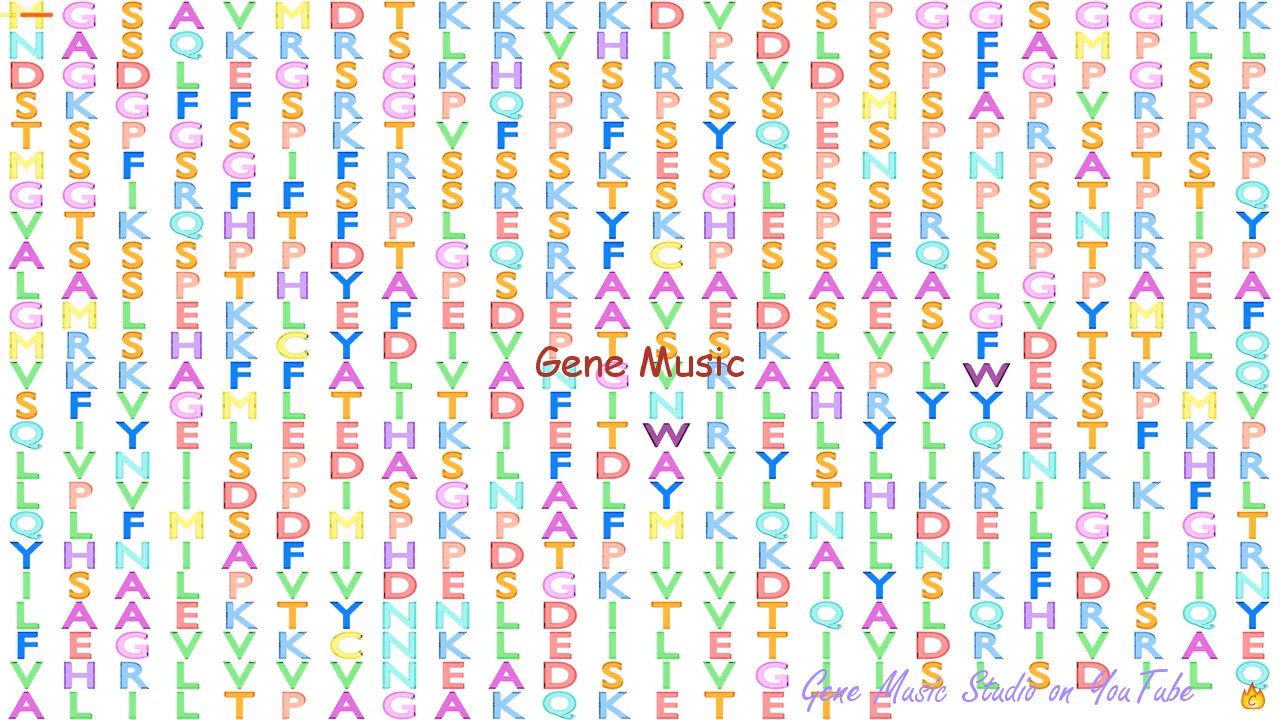 M G S A V M D T K K K K D V S S P G G S G G K K
N A S Q K R R S L R V H I P D L S S F A M P L L
D G D L E G S G K H S S R K V D S P F G P G S P
S K G F F S R G P Q P R P S S P M S A P V R P K
T S P G S P K T V F P F S Y Q E S P P R S P R R
M S F S G I F R S S S K E S S P N S N P A T S P
G G I R F F S R S R K T S G L S S S P S T P T Q
V T K Q H T F P L E S Y K H E P E R L E N R I Y
A S S S P P D T G Q R F C P S S F Q S P T R P P
L A S P T H Y A P S K A A A L A A A L G P A E A
G M L E K L E F E D E A V E D S E S G V Y M R F
M R S H K C Y D I V P T S S K L V V F D T T L Q
V K K A F F A L V A N G V R A A P L W E S K K Q
S F V G M L T I T D F I N I L H R Y Y K S P M V
Q I Y E L E E H K I E T W R E L Y L Q E T F K P
L V N I S P D A S L F D A V Y S L I K N K I H R
L P V I D P I S G N A L Y I L T H K R I L K F L
Q L F M S D M P K P A F M K Q N L D E L G I G T
Y H N I A F I H P D T P I I K A L N I F V E R R
I S A L P V V D E S G K V V D I Y S K F D V I N
L A A E K T Y N N L D I T V T Q A L Q H R S Q Y
F E G V V K C N K L E I L E T I V D R I V R A E
V H R L V V V N E A D S I V G I I S L S D I L Q
A L I L T P A G A K Q K E T E T E
Gene Music
Gene Music Studio on YouTube